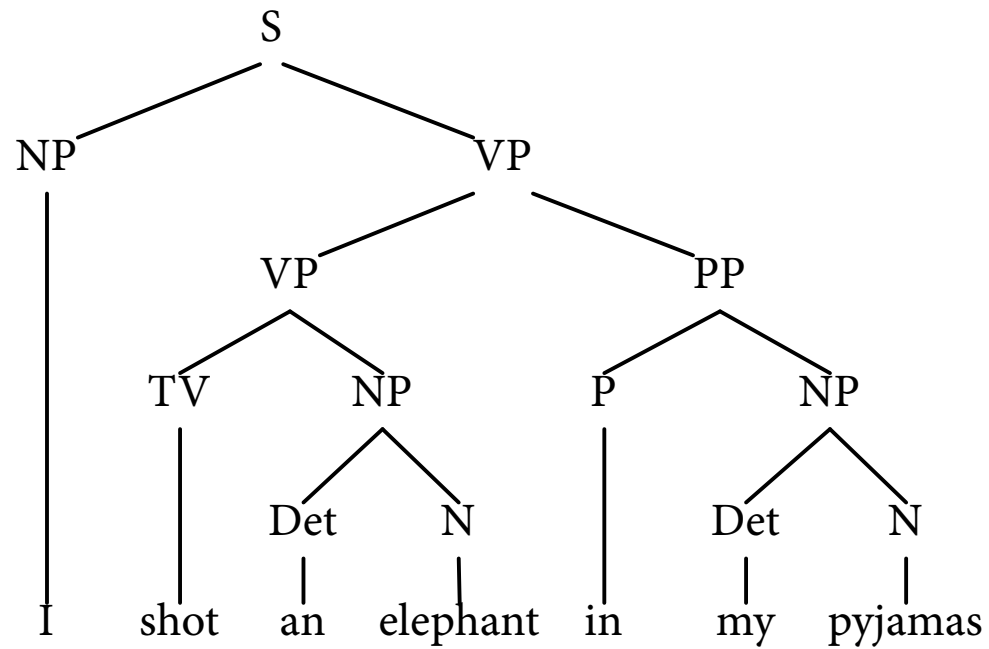 S
NP VP
VP PP
TV NP P NP
Det N Det N
I shot an elephant in my pyjamas